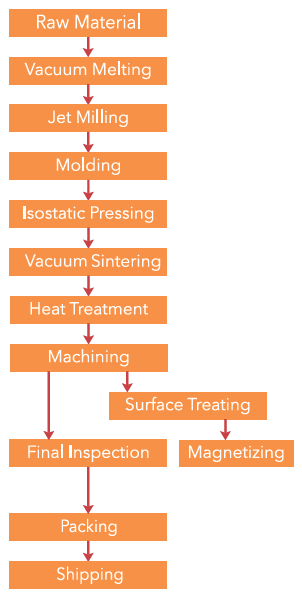 Raw Material
Vacuum Melting
Jet Milling
Molding
Isostatic Pressing
Vacuum Sintering
Heat Treatment
Machining
Surface Treating
Final Inspection
Magnetizing
Packing
Shipping